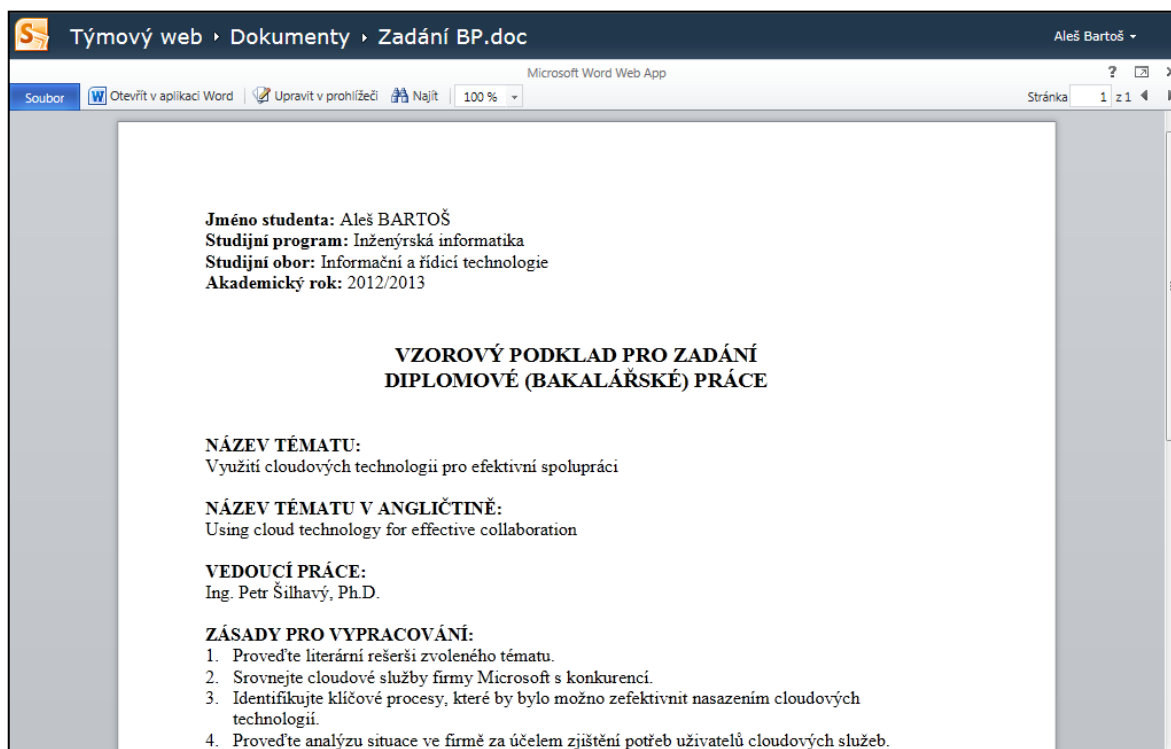 Týmový web › Dokumenty › Zadání BP.doc
Aleš Bartoš
Microsoft Word Web App
?
Soubor
Otevřít v aplikaci Word
Upravit v prohlížeči
Najít
100 %
Stránka 1 z 1
Jméno studenta: Aleš BARTOŠ
Studijní program: Inženýrská informatika
Studijní obor: Informační a řídicí technologie
Akademický rok: 2012/2013
VZOROVÝ PODKLAD PRO ZADÁNÍ
DIPLOMOVÉ (BAKALÁŘSKÉ) PRÁCE
NÁZEV TÉMATU:
Využití cloudových technologii pro efektivní spolupráci
NÁZEV TÉMATU V ANGLIČTINĚ:
Using cloud technology for effective collaboration
VEDOUCÍ PRÁCE:
Ing. Petr Šilhavý, Ph.D.
ZÁSADY PRO VYPRACOVÁNÍ:
1. Proveďte literární rešerši zvoleného tématu.
2. Srovnejte cloudové služby firmy Microsoft s konkurencí.
3. Identifikujte klíčové procesy, které by bylo možno zefektivnit nasazením cloudových
technologií.
4. Proveďte analýzu situace ve firmě za účelem zjištění potřeb uživatelů cloudových služeb.